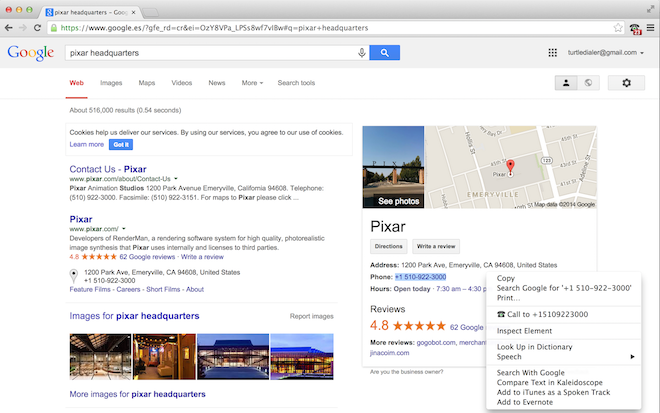 pixar headquarters - Goog
https://www.google.es/?gfe_rd=cr&ei=OzY8VPa_LPSs8wf7vI8w#q=pixar+headquarters
Google
pixar headquarters
turtledialer@gmail.com
Web Images Maps Videos News More Search tools
About 516,000 results (0.54 seconds)
Cookies help us deliver our services. By using our services, you agree to our use of cookies.
Learn more Got it
Contact Us - Pixar
www.pixar.com/about/Contact-Us
Pixar Animation Studios 1200 Park Avenue Emeryville, California 94608. Telephone:
(510) 922-3000. Facsimile: (510) 922-3151. For maps to Pixar please click ...
Pixar
www.pixar.com/
Developers of RenderMan, a rendering software system for high quality, photorealistic
image synthesis that Pixar uses internally and licenses to third parties.
4.8 ★★★★★ 62 Google reviews · Write a review
1200 Park Ave, Emeryville, CA 94608, United States
+1 510-922-3000
Feature Films - Careers - Short Films - About
Images for pixar headquarters Report images
More images for pixar headquarters
PIXAR
See photos
Hollis St
Pixar
123
San Pablo Ave
EMERYVILLE
Map data ©2014 Google
Pixar
Directions Write a review
Address: 1200 Park Ave, Emeryville, CA 94608, United States
Phone: +1 510-922-3000
Hours: Open today · 7:30 am – 4:30 p
Reviews
4.8 ★★★★★ 62 Google
More reviews: gogobot.com, merchan
jinacoim.com
Are you the business owner?
Copy
Search Google for '+1 510-922-3000'
Print...
☎ Call to +15109223000
Inspect Element
Look Up in Dictionary
Speech
Search With Google
Compare Text in Kaleidoscope
Add to iTunes as a Spoken Track
Add to Evernote